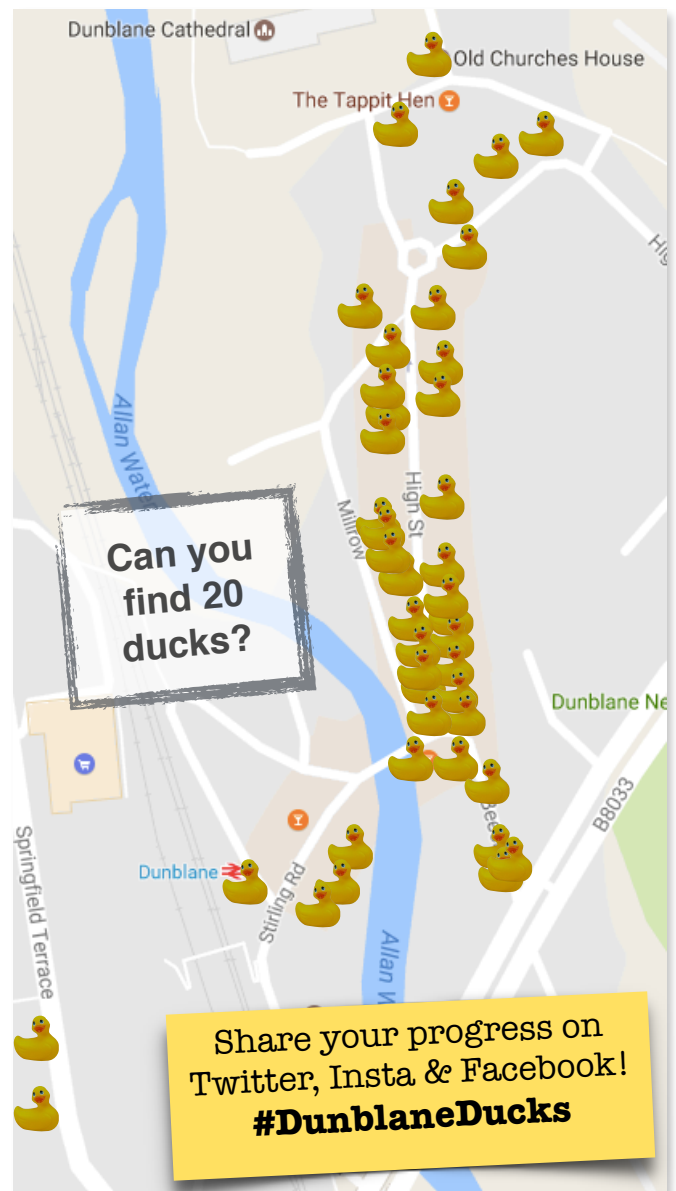 Dunblane Cathedral
Old Churches House
The Tappit Hen
Allan Water
High St
Millrow
Can you
find 20
ducks?
Dunblane Ne
B8033
Springfield Terrace
Dunblane
Stirling Rd
Allan W
Share your progress on
Twitter, Insta & Facebook!
#DunblaneDucks